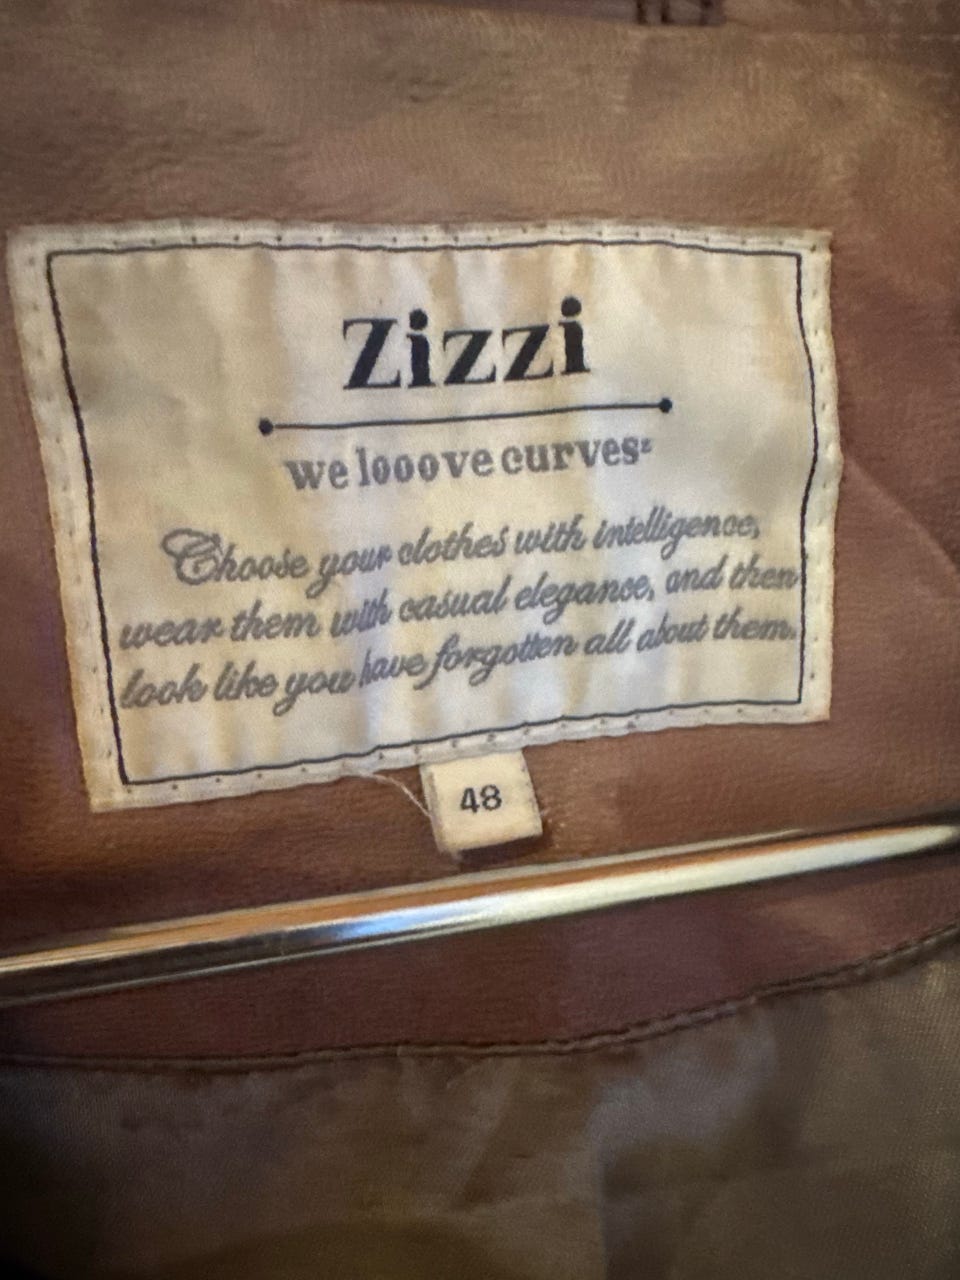 Zizzi
we looove curvesᶻ
Choose your clothes with intelligence,
wear them with casual elegance, and then
look like you have forgotten all about them.
48